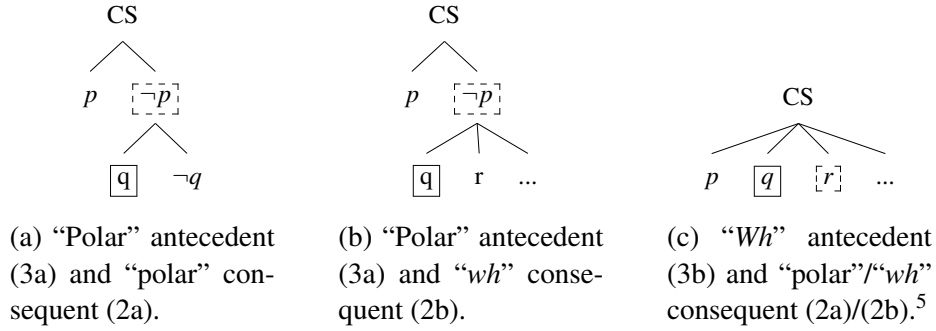 CS
p ¬p
q ¬q
(a) “Polar” antecedent
(3a) and “polar” con-
sequent (2a).
CS
p ¬p
q r ...
(b) “Polar” antecedent
(3a) and “wh” conse-
quent (2b).
CS
p q r ...
(c) “Wh” antecedent
(3b) and “polar”/“wh”
consequent (2a)/(2b).⁵